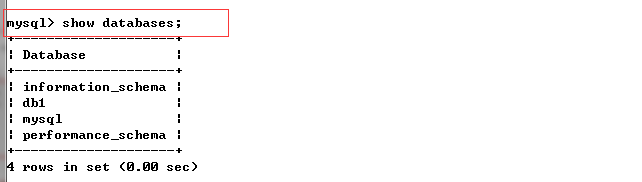 mysql> show databases;
+--------------------+
| Database           |
+--------------------+
| information_schema |
| db1                |
| mysql              |
| performance_schema |
+--------------------+
4 rows in set (0.00 sec)